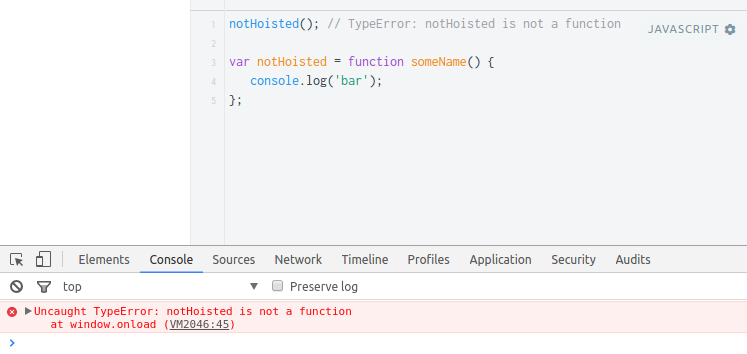 1 notHoisted(); // TypeError: notHoisted is not a function
JAVASCRIPT
2
3 var notHoisted = function someName() {
4 console.log('bar');
5 };
Elements Console Sources Network Timeline Profiles Application Security Audits
top Preserve log
Uncaught TypeError: notHoisted is not a function
at window.onload (VM2046:45)